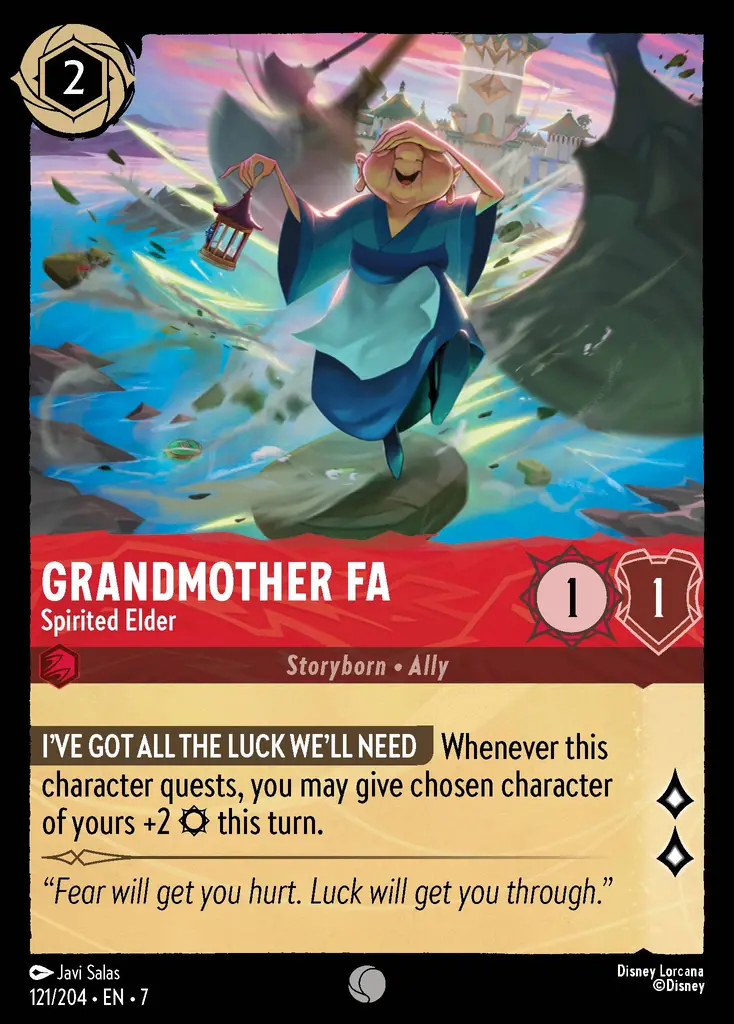 2
GRANDMOTHER FA
Spirited Elder
1
1
Storyborn • Ally
I'VE GOT ALL THE LUCK WE'LL NEED Whenever this
character quests, you may give chosen character
of yours +2 this turn.
“Fear will get you hurt. Luck will get you through.”
Javi Salas
121/204 • EN • 7
Disney Lorcana
©Disney